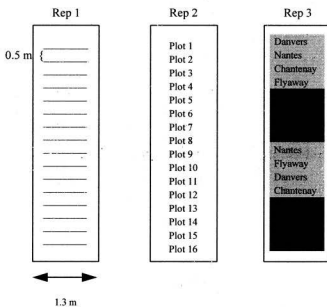 Rep 1
Rep 2
Rep 3
0.5 m
Plot 1
Plot 2
Plot 3
Plot 4
Plot 5
Plot 6
Plot 7
Plot 8
Plot 9
Plot 10
Plot 11
Plot 12
Plot 13
Plot 14
Plot 15
Plot 16
Danvers
Nantes
Chantenay
Flyaway
Nantes
Flyaway
Danvers
Chantenay
1.3 m